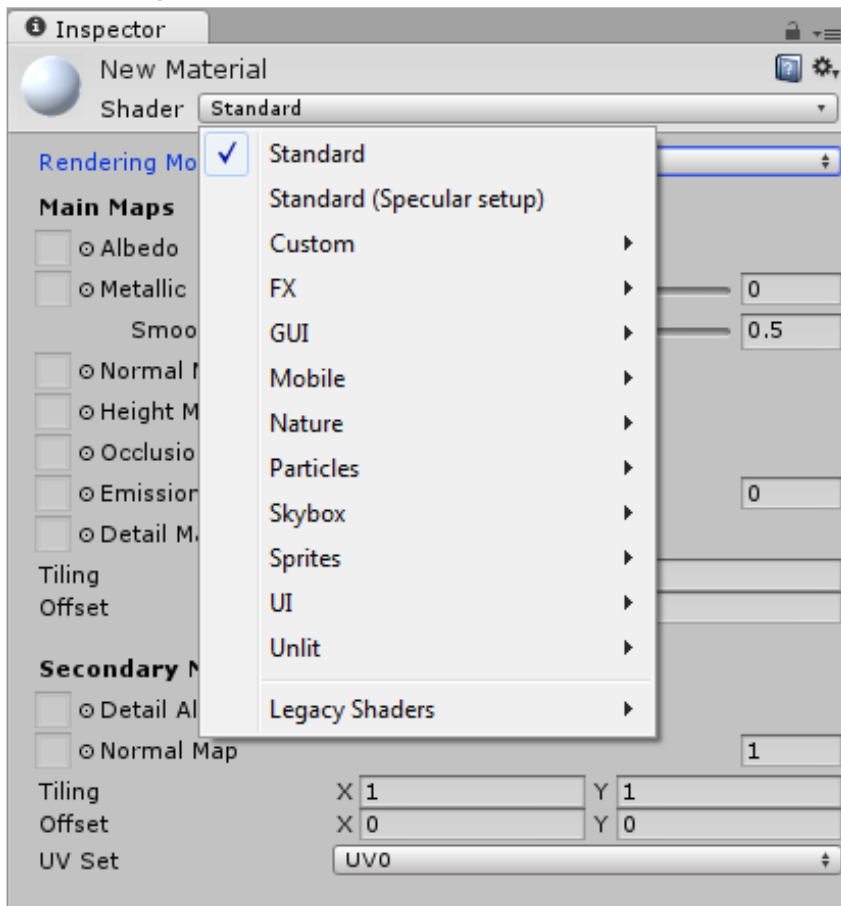 Inspector
New Material
Shader Standard
Rendering Mo
Standard
Standard (Specular setup)
Main Maps
Albedo
Custom
Metallic
FX
0
Smoo
GUI
0.5
Normal M
Mobile
Height M
Nature
Occlusio
Particles
Emission
Skybox
0
Detail Ma
Sprites
Tiling
UI
Offset
Unlit
Secondary M
Detail Al
Legacy Shaders
Normal Map
1
Tiling X 1 Y 1
Offset X 0 Y 0
UV Set UV0